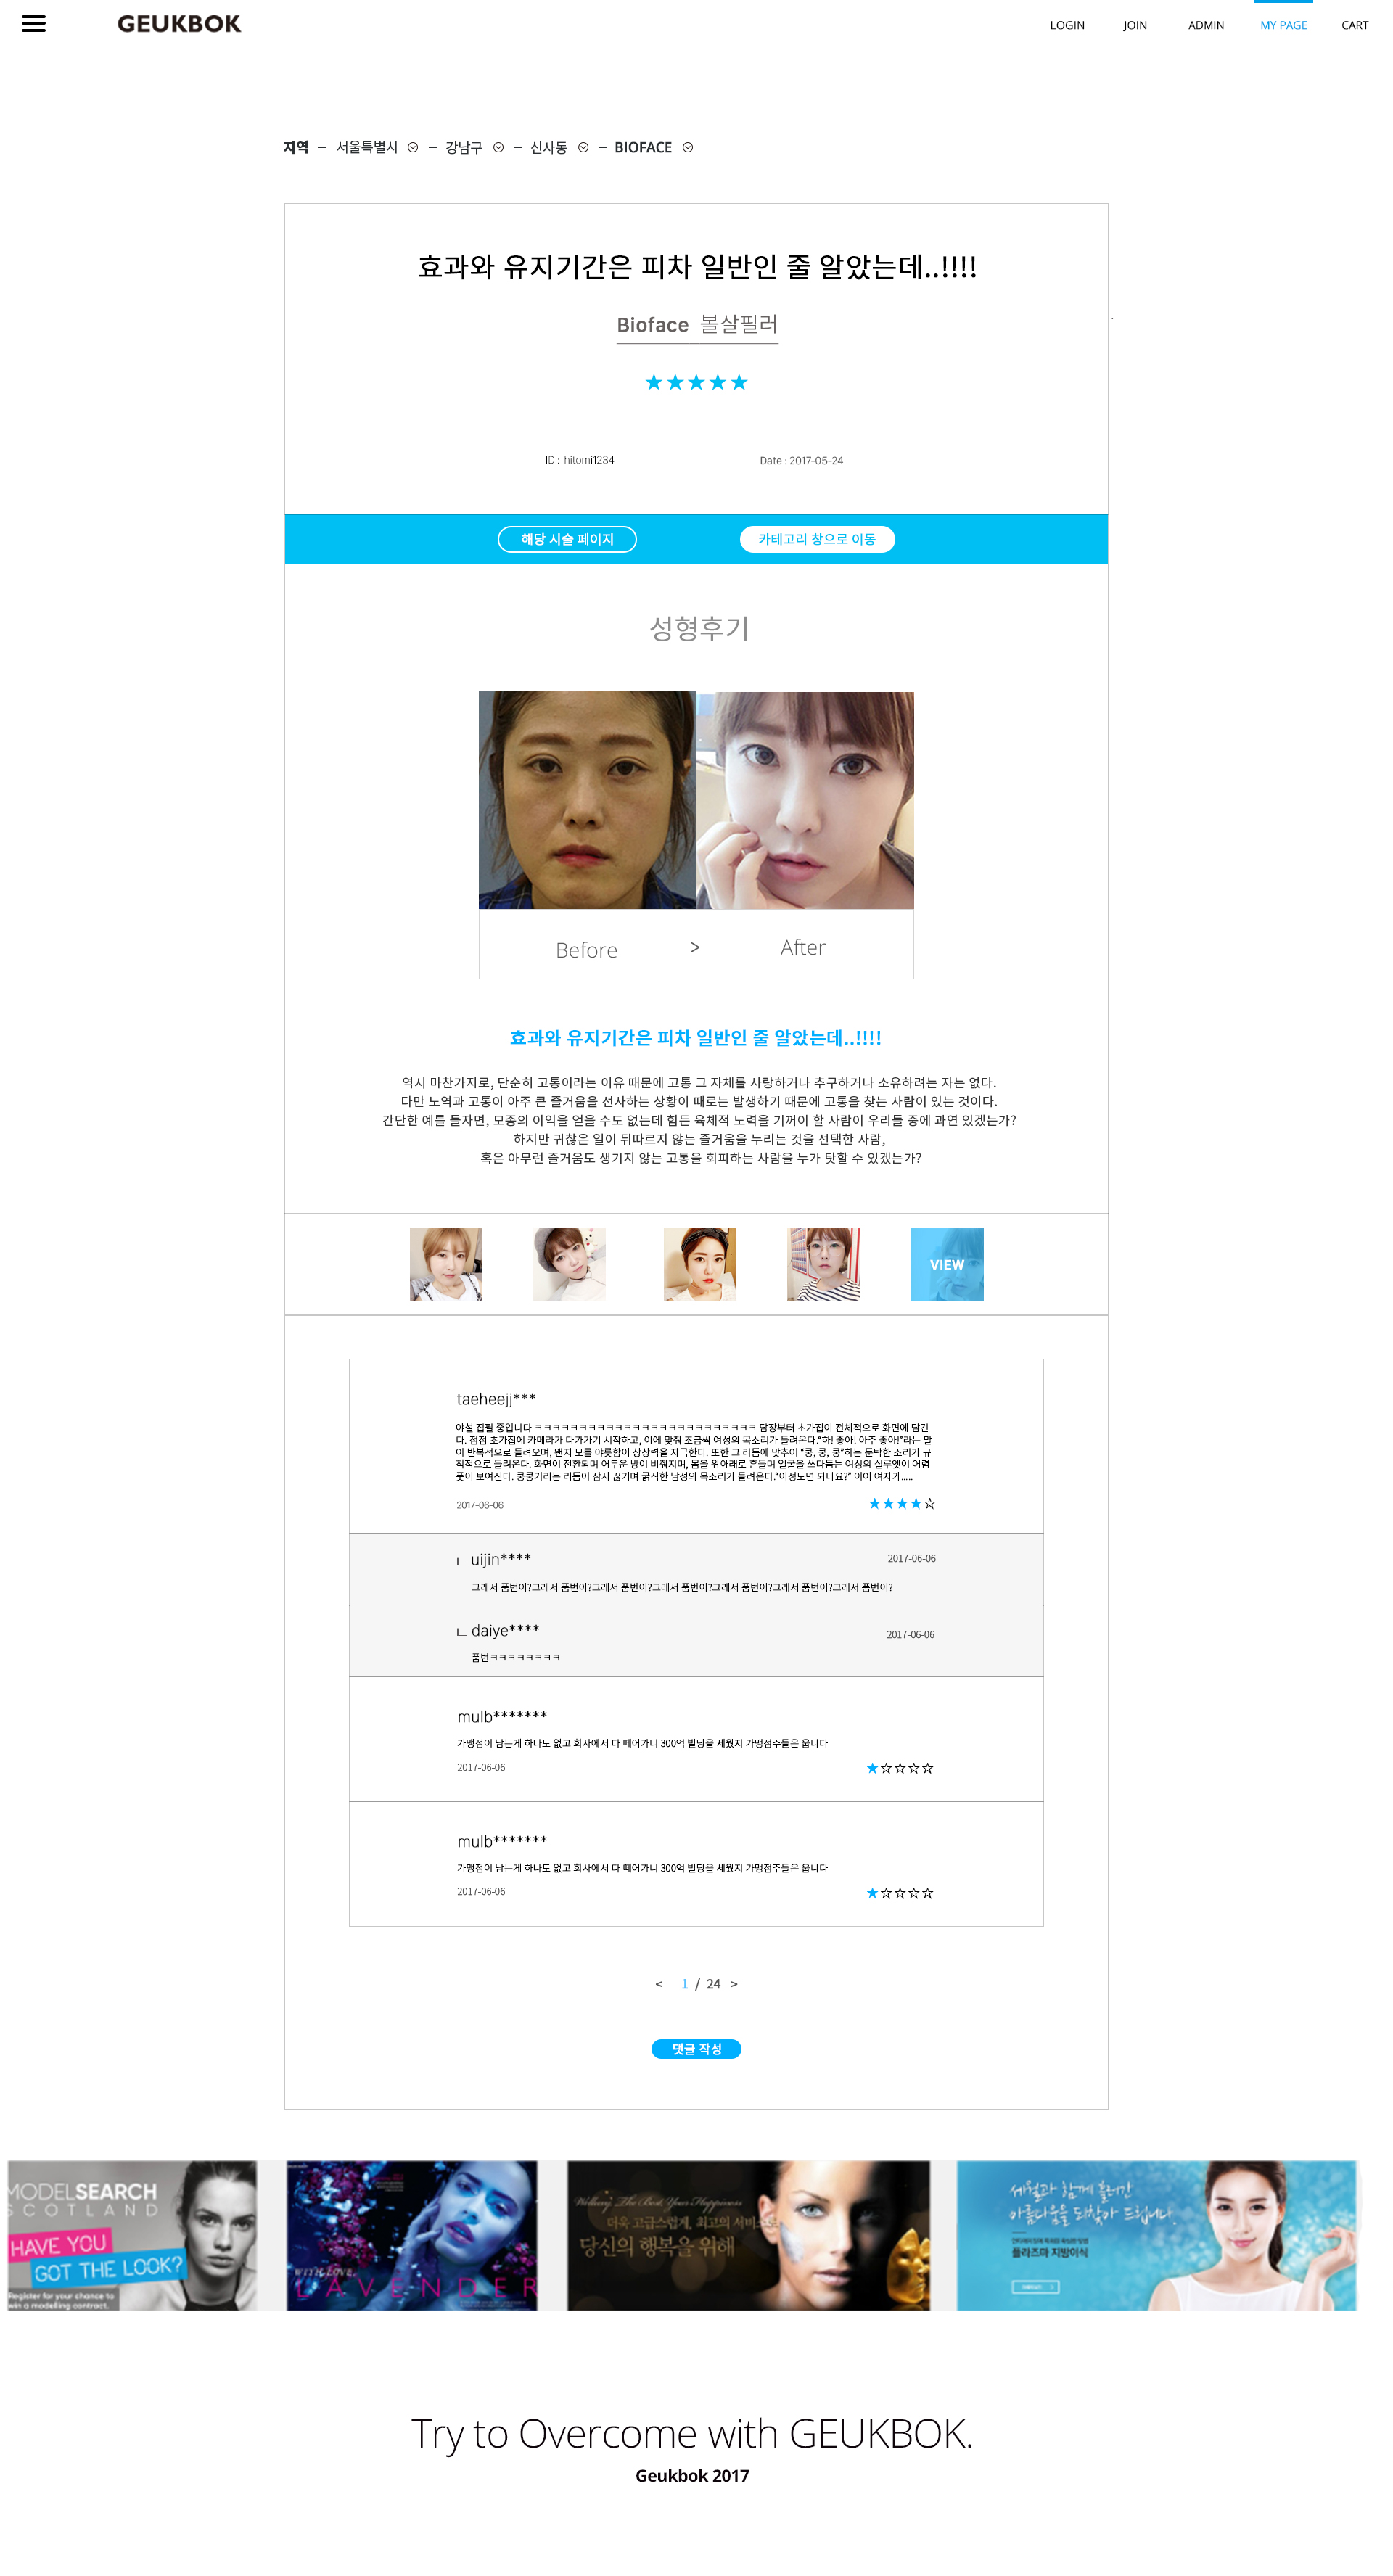 GEUKBOK
LOGIN JOIN ADMIN MY PAGE CART
지역 – 서울특별시 – 강남구 – 신사동 – BIOFACE
효과와 유지기간은 피차 일반인 줄 알았는데..!!!!
Bioface 볼살필러
★★★★★
ID : hitomi1234 Date : 2017-05-24
해당 시술 페이지 카테고리 창으로 이동
성형후기
Before > After
효과와 유지기간은 피차 일반인 줄 알았는데..!!!!
역시 마찬가지로, 단순히 고통이라는 이유 때문에 고통 그 자체를 사랑하거나 추구하거나 소유하려는 자는 없다.
다만 노역과 고통이 아주 큰 즐거움을 선사하는 상황이 때로는 발생하기 때문에 고통을 찾는 사람이 있는 것이다.
간단한 예를 들자면, 모종의 이익을 얻을 수도 없는데 힘든 육체적 노력을 기꺼이 할 사람이 우리들 중에 과연 있겠는가?
하지만 귀찮은 일이 뒤따르지 않는 즐거움을 누리는 것을 선택한 사람,
혹은 아무런 즐거움도 생기지 않는 고통을 회피하는 사람을 누가 탓할 수 있겠는가?
VIEW
taeheejj***
야설 집필 중입니다 ㅋㅋㅋㅋㅋㅋㅋㅋㅋㅋㅋㅋㅋㅋㅋㅋㅋㅋㅋㅋㅋㅋㅋㅋㅋ 담장부터 초가집이 전체적으로 화면에 담긴
다. 점점 초가집에 카메라가 다가가기 시작하고, 이에 맞춰 조금씩 여성의 목소리가 들려온다.“하! 좋아! 아주 좋아!”라는 말
이 반복적으로 들려오며, 왠지 모를 야릇함이 상상력을 자극한다. 또한 그 리듬에 맞추어 “쿵, 쿵, 쿵”하는 둔탁한 소리가 규
칙적으로 들려온다. 화면이 전환되며 어두운 방이 비춰지며, 몸을 위아래로 흔들며 얼굴을 쓰다듬는 여성의 실루엣이 어렴
풋이 보여진다. 쿵쿵거리는 리듬이 잠시 끊기며 굵직한 남성의 목소리가 들려온다.“이정도면 되나요?” 이어 여자가.....
2017-06-06 ★★★★☆
ㄴ uijin**** 2017-06-06
그래서 품번이?그래서 품번이?그래서 품번이?그래서 품번이?그래서 품번이?그래서 품번이?그래서 품번이?
ㄴ daiye**** 2017-06-06
품번ㅋㅋㅋㅋㅋㅋㅋㅋ
mulb*******
가맹점이 남는게 하나도 없고 회사에서 다 떼어가니 300억 빌딩을 세웠지 가맹점주들은 웁니다
2017-06-06 ★☆☆☆☆
mulb*******
가맹점이 남는게 하나도 없고 회사에서 다 떼어가니 300억 빌딩을 세웠지 가맹점주들은 웁니다
2017-06-06 ★☆☆☆☆
< 1 / 24 >
댓글 작성
MODELSEARCH
SCOTLAND
HAVE YOU
GOT THE LOOK?
Register for your chance to
win a modelling contract.
with love,
LAVENDER
Wellcary, The Best, Your Happiness
더욱 고급스럽게, 최고의 서비스로
당신의 행복을 위해
세월과 함께 흘러간
아름다움을 되찾아 드립니다.
플라즈마 지방이식
Try to Overcome with GEUKBOK.
Geukbok 2017